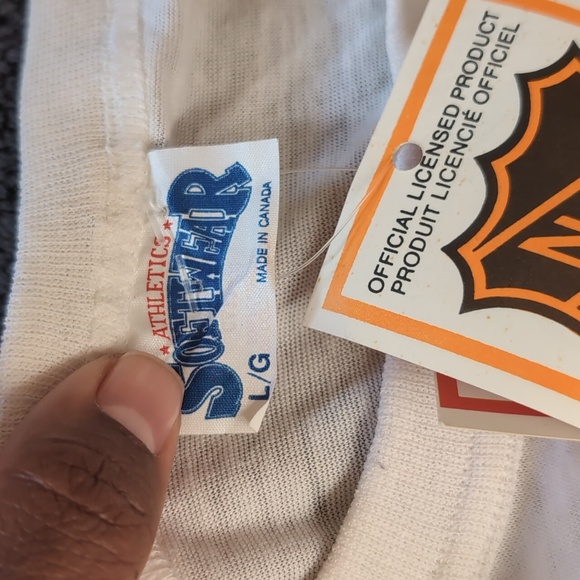 ★ ATHLETICS ★
SOFTWEAR
MADE IN CANADA
L/G
OFFICIAL LICENSED PRODUCT
PRODUIT LICENCIÉ OFFICIEL
N